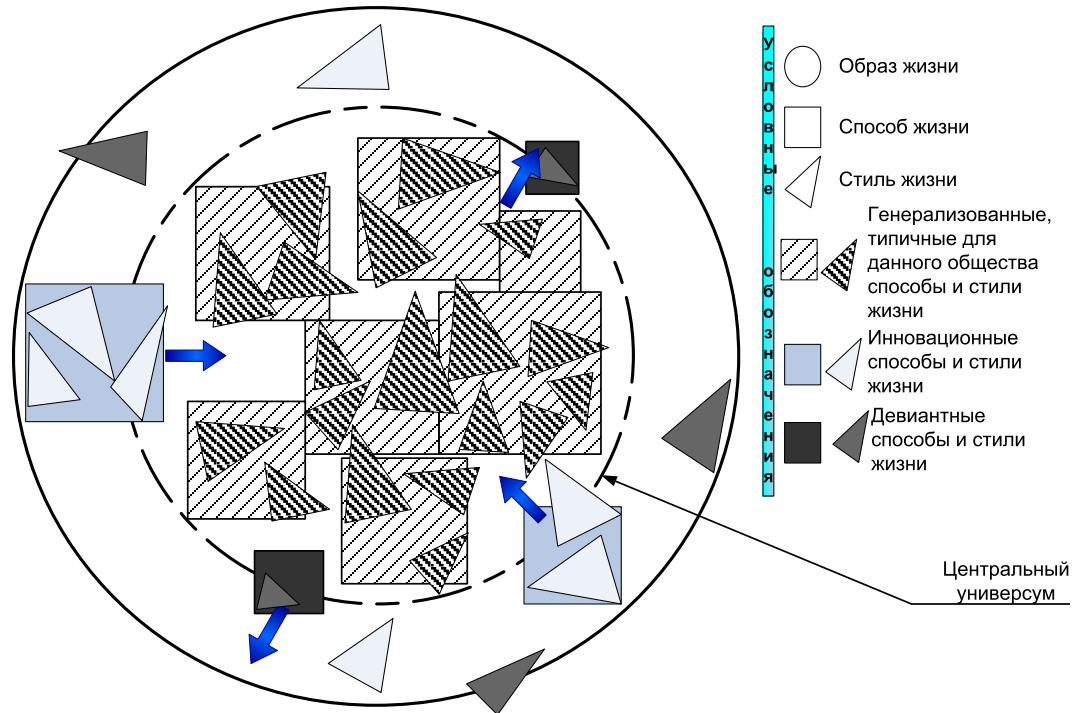 Условные обозначения
Образ жизни
Способ жизни
Стиль жизни
Генерализованные,
типичные для
данного общества
способы и стили
жизни
Инновационные
способы и стили
жизни
Девиантные
способы и стили
жизни
Центральный
универсум